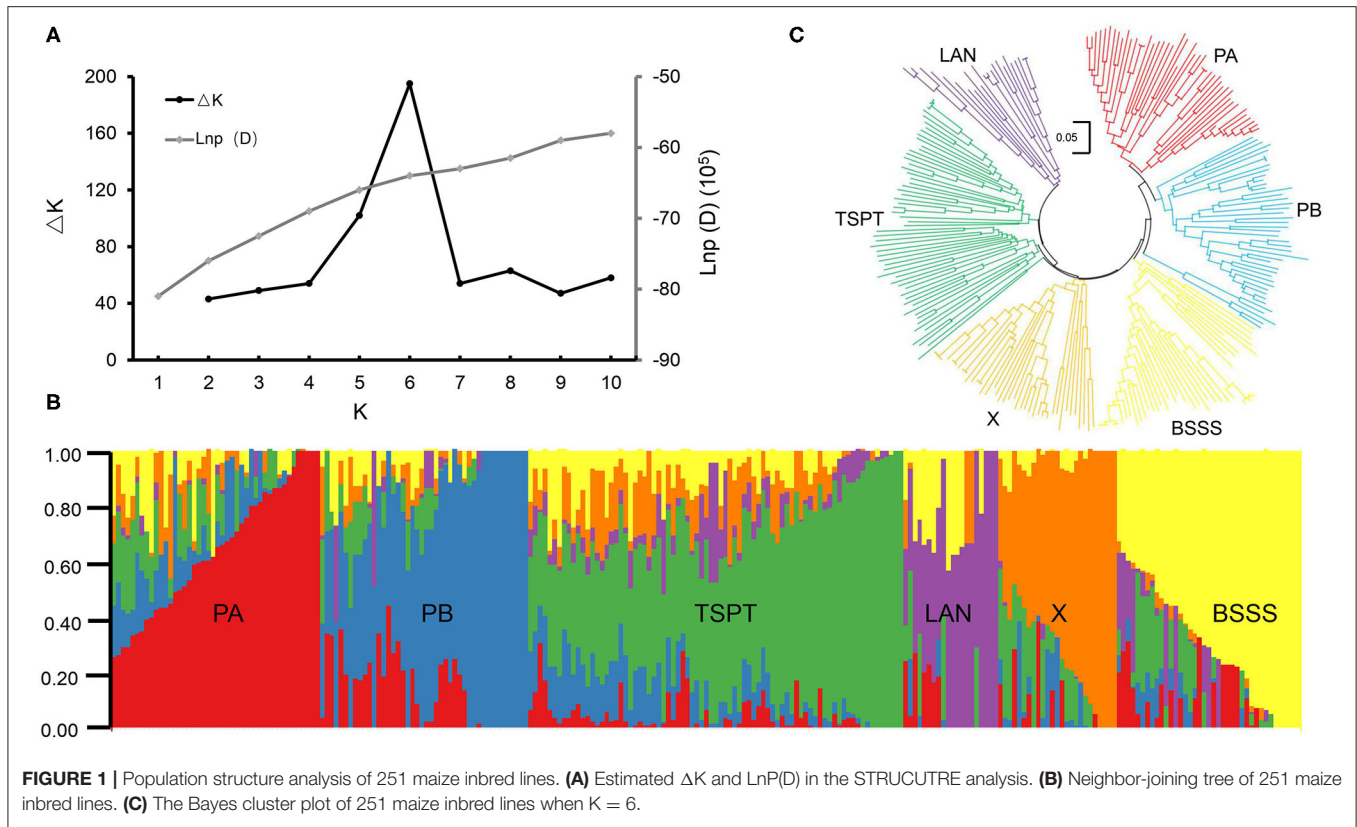 A
200
160
120
80
40
0
△K
△K
Lnp (D)
-50
-60
-70
-80
-90
Lnp (D) (10⁵)
1 2 3 4 5 6 7 8 9 10
K
C
LAN
PA
0.05
TSPT
PB
X
BSSS
B
1.00
0.80
0.60
0.40
0.20
0.00
PA PB TSPT LAN X BSSS
FIGURE 1 | Population structure analysis of 251 maize inbred lines. (A) Estimated ΔK and LnP(D) in the STRUCUTRE analysis. (B) Neighbor-joining tree of 251 maize
inbred lines. (C) The Bayes cluster plot of 251 maize inbred lines when K = 6.